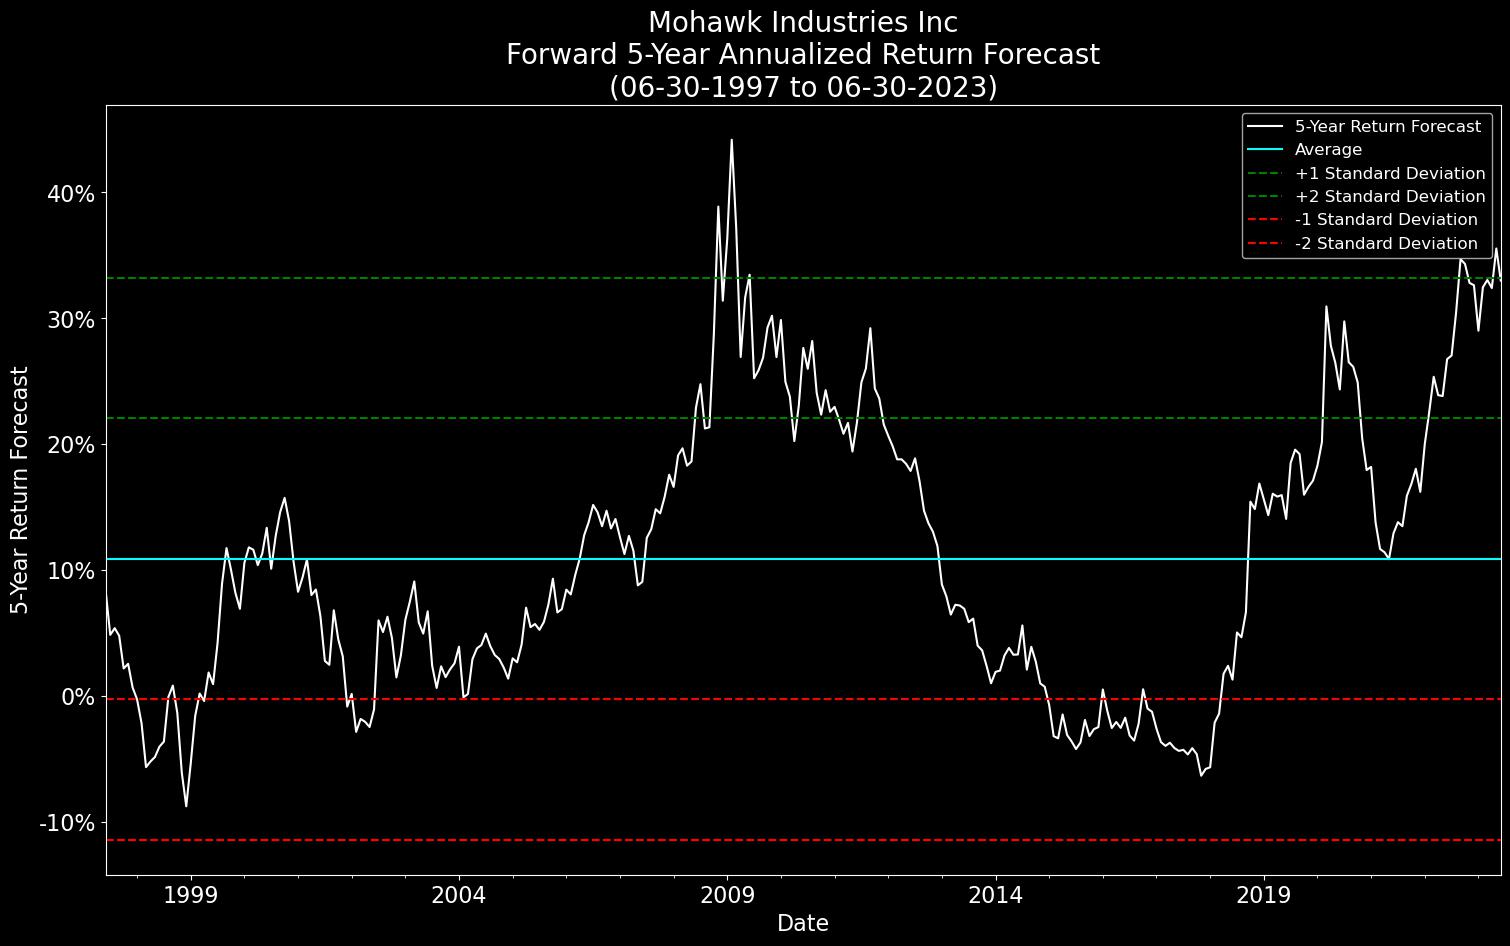 Mohawk Industries Inc
Forward 5-Year Annualized Return Forecast
(06-30-1997 to 06-30-2023)
5-Year Return Forecast
Average
+1 Standard Deviation
+2 Standard Deviation
-1 Standard Deviation
-2 Standard Deviation
5-Year Return Forecast
40%
30%
20%
10%
0%
-10%
1999 2004 2009 2014 2019
Date